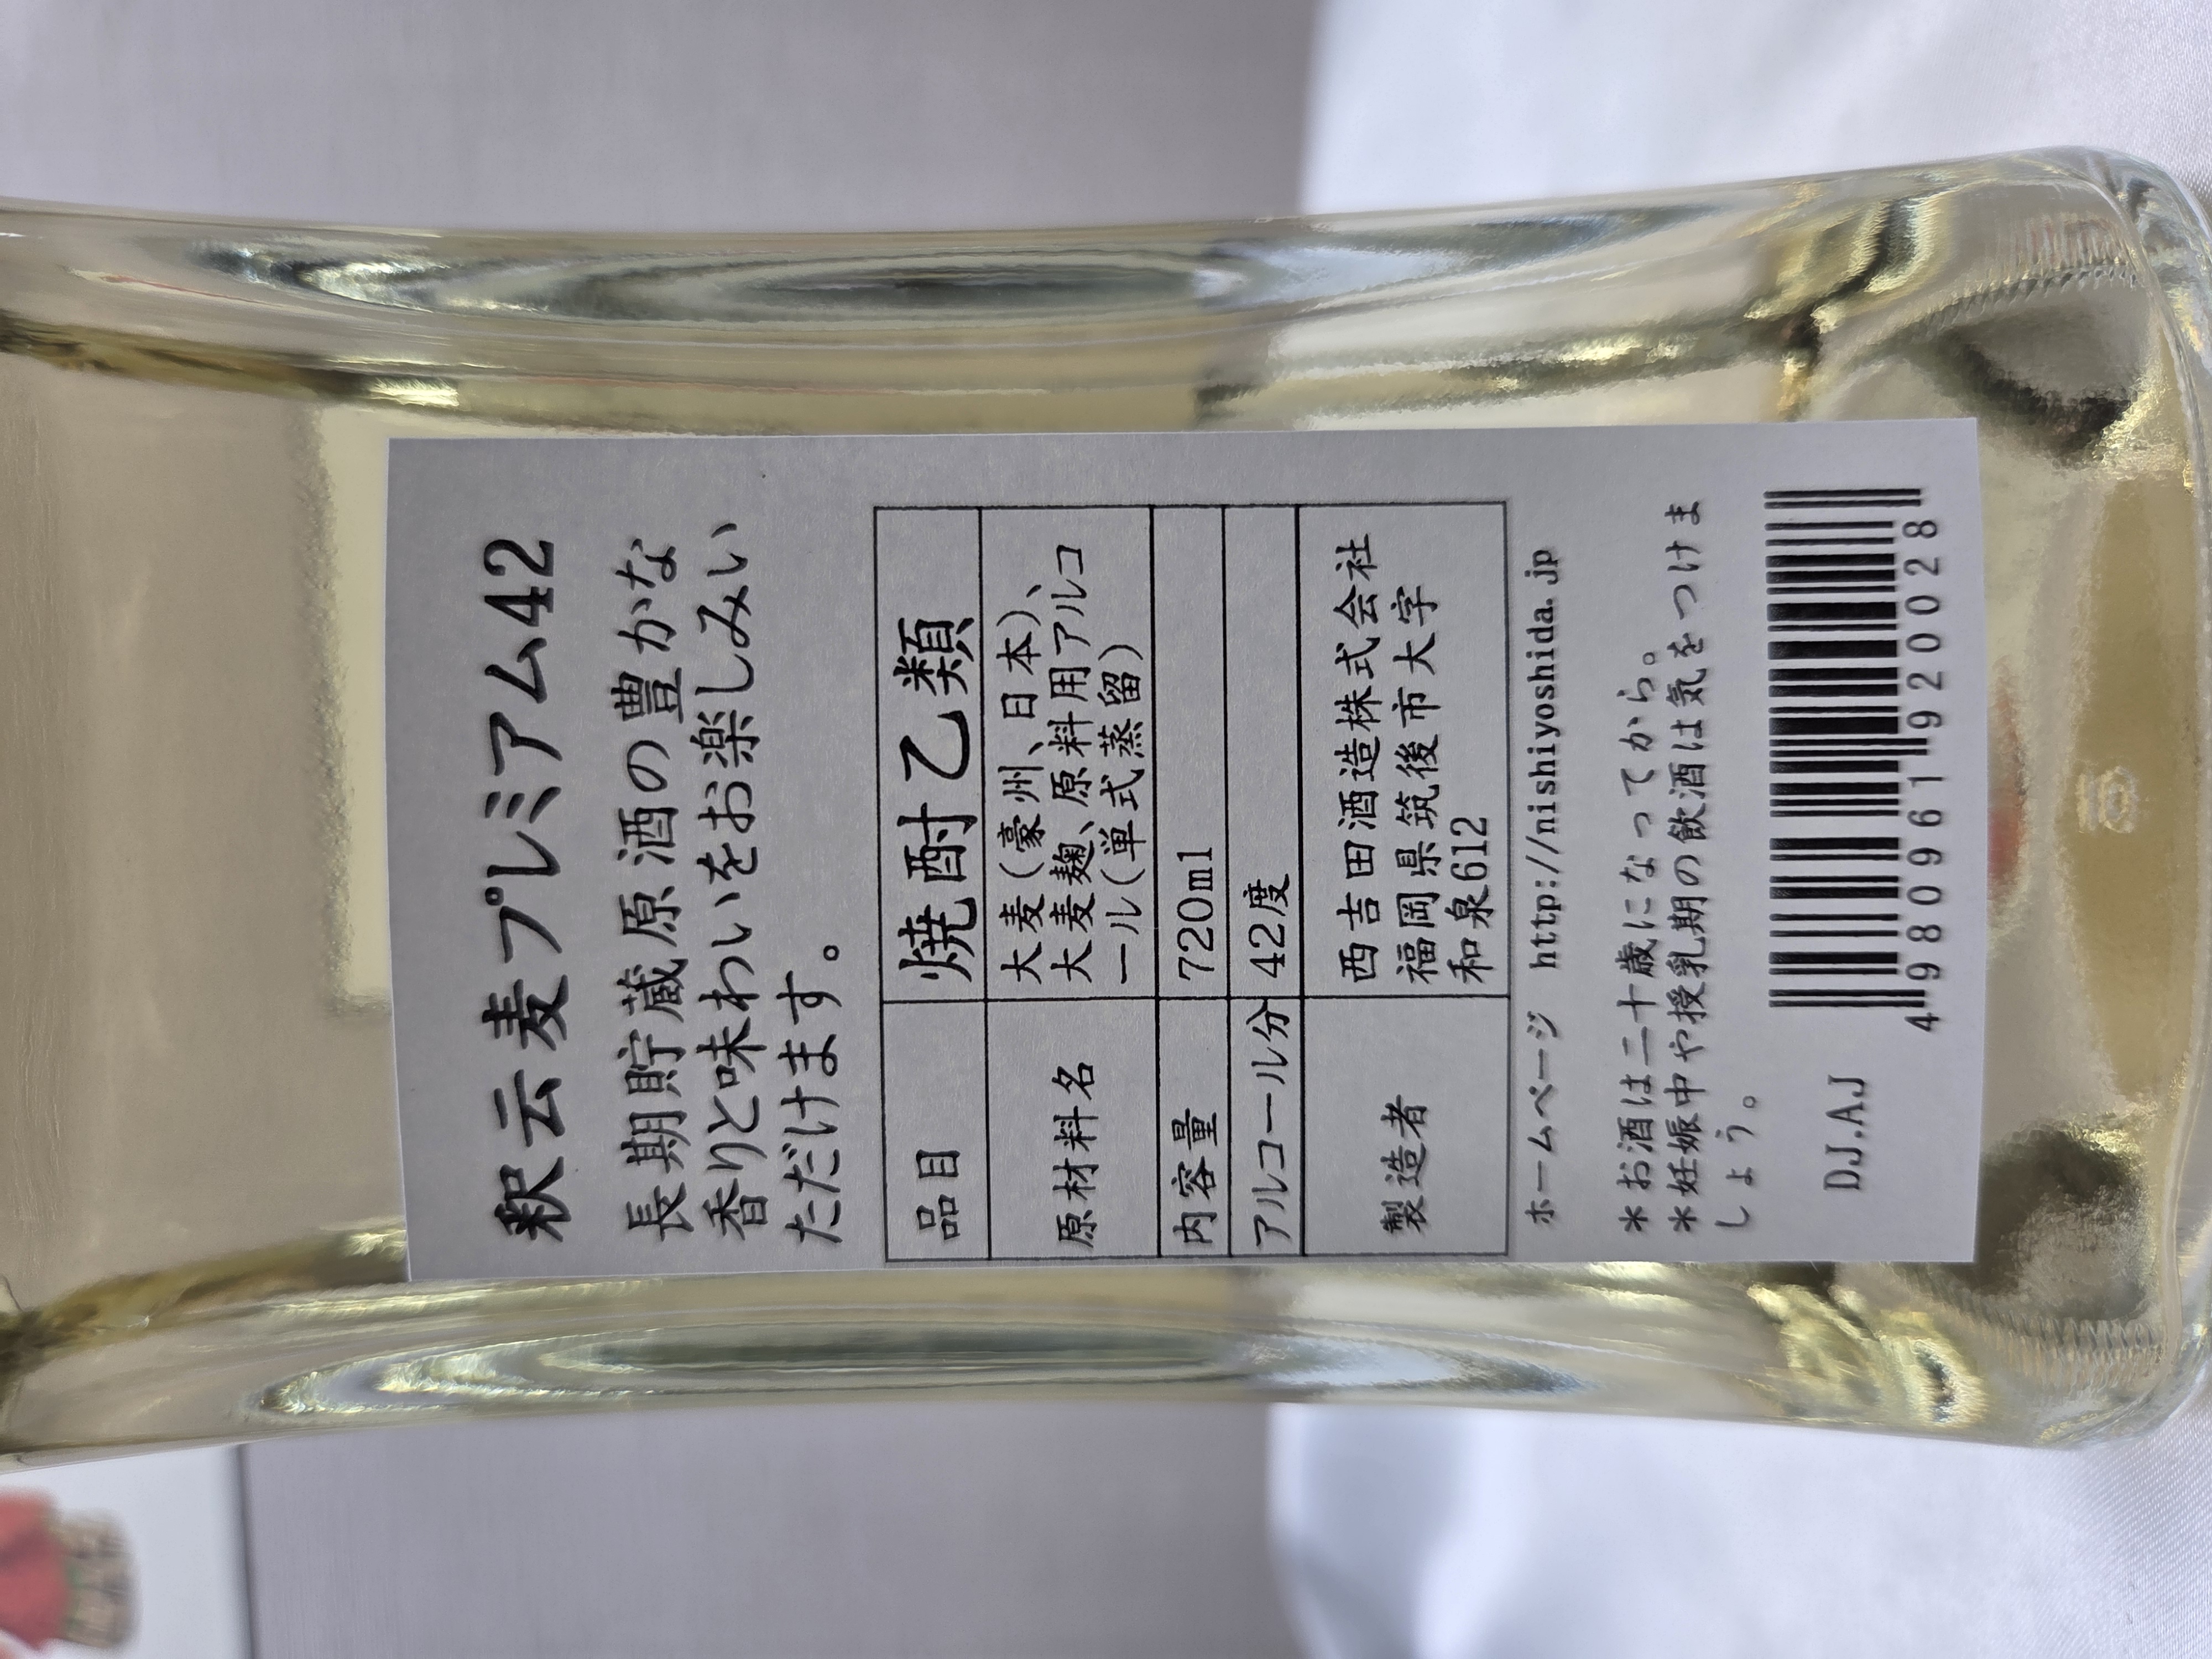 釈云麦プレミアム42
長期貯蔵原酒の豊かな
香りと味わいをお楽しみい
ただけます。
品目 焼酎乙類
原材料名 大麦(豪州、日本)、
大麦麹、原料用アルコ
ール(単式蒸留)
内容量 720ml
アルコール分 42度
製造者 西吉田酒造株式会社
福岡県筑後市大字
和泉612
ホームページ http://nishiyoshida.jp
*お酒は二十歳になってから。
*妊娠中や授乳期の飲酒は気をつけま
しょう。
DJ.AJ
4980961920028